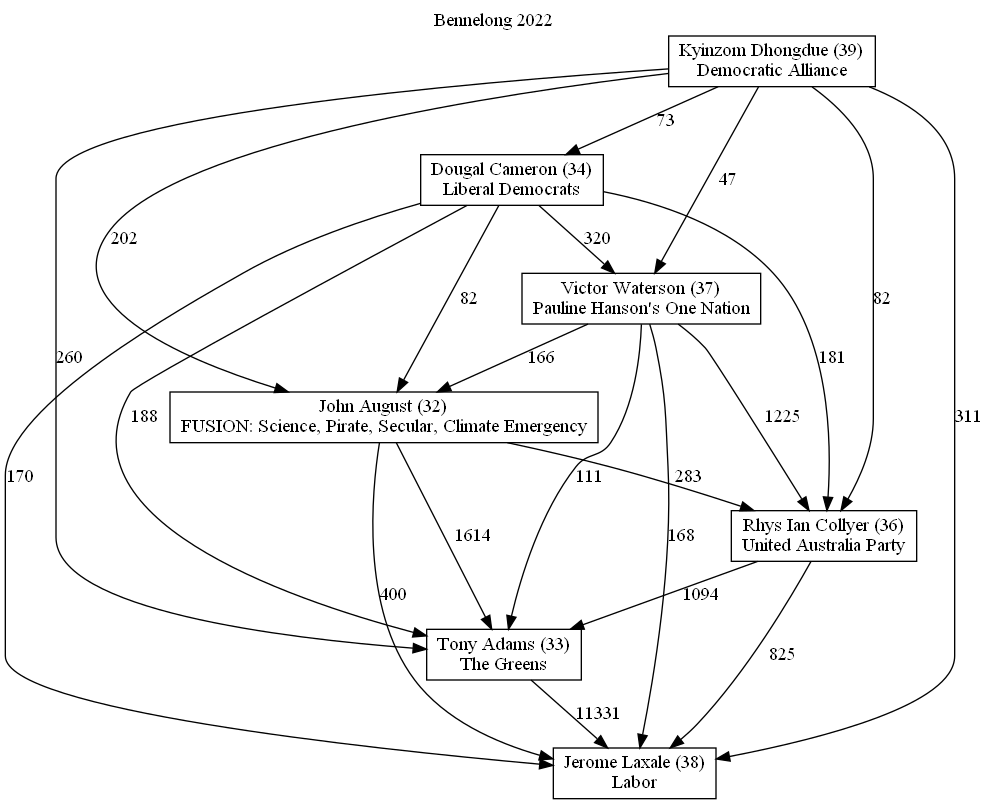 Bennelong 2022
Kyinzom Dhongdue (39)
Democratic Alliance
73
Dougal Cameron (34)
Liberal Democrats
47
202
320
Victor Waterson (37)
Pauline Hanson's One Nation
82
82
260
166
181
John August (32)
FUSION: Science, Pirate, Secular, Climate Emergency
188
1225
311
170
111
283
Rhys Ian Collyer (36)
United Australia Party
1614
168
400
1094
Tony Adams (33)
The Greens
825
11331
Jerome Laxale (38)
Labor